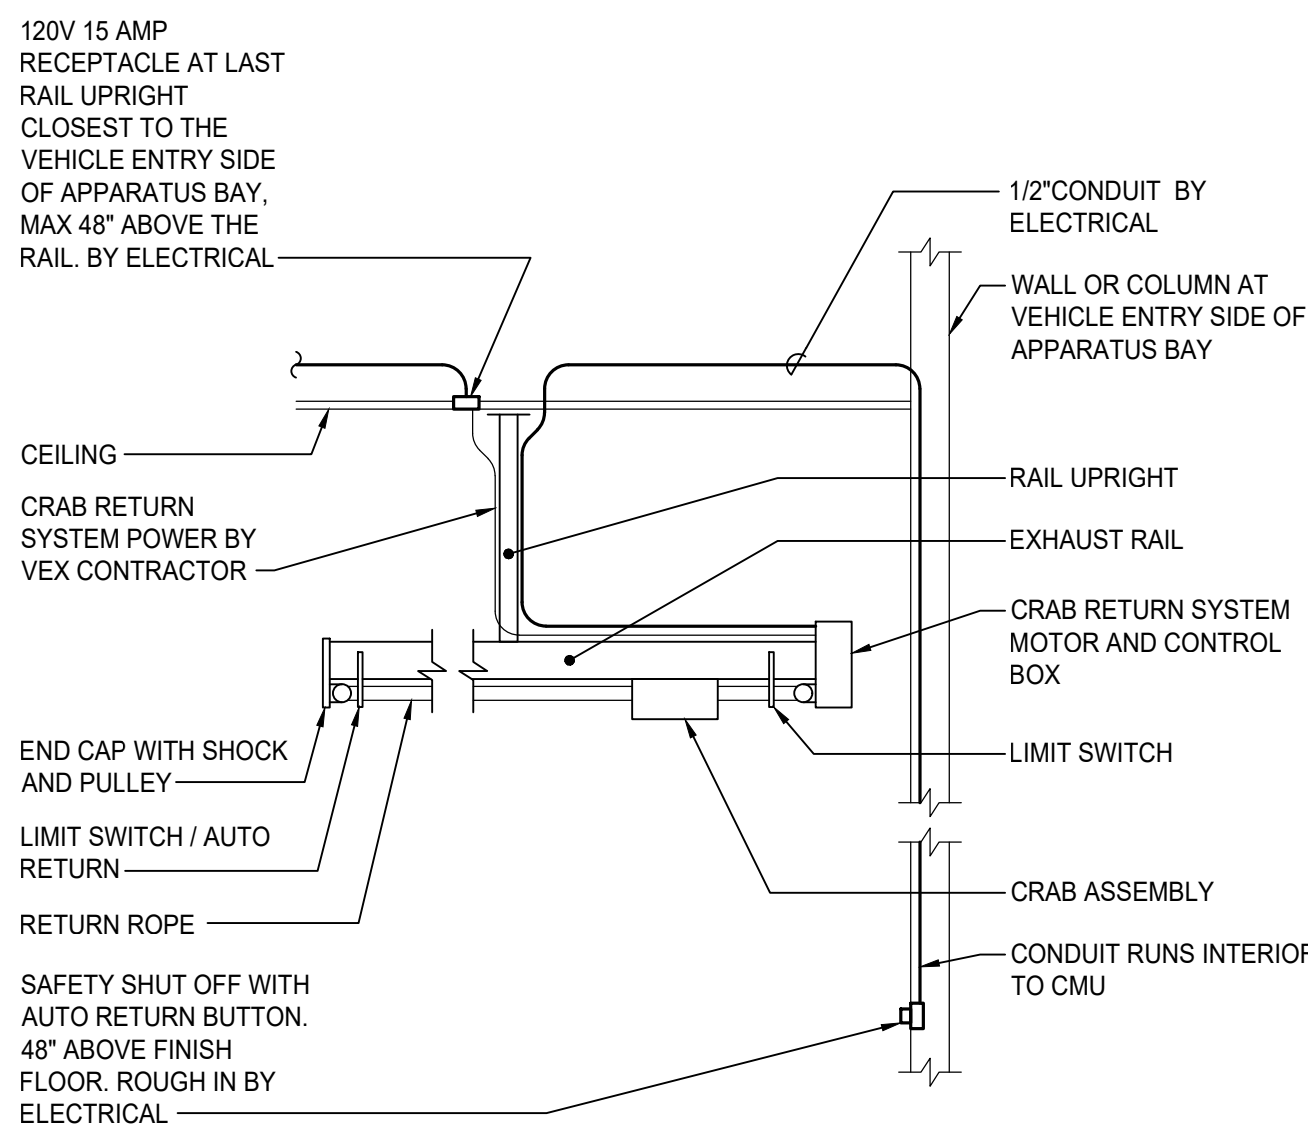 120V 15 AMP
RECEPTACLE AT LAST
RAIL UPRIGHT
CLOSEST TO THE
VEHICLE ENTRY SIDE
OF APPARATUS BAY,
MAX 48" ABOVE THE
RAIL. BY ELECTRICAL
CEILING
CRAB RETURN
SYSTEM POWER BY
VEX CONTRACTOR
END CAP WITH SHOCK
AND PULLEY
LIMIT SWITCH / AUTO
RETURN
RETURN ROPE
SAFETY SHUT OFF WITH
AUTO RETURN BUTTON.
48" ABOVE FINISH
FLOOR. ROUGH IN BY
ELECTRICAL
1/2"CONDUIT BY
ELECTRICAL
WALL OR COLUMN AT
VEHICLE ENTRY SIDE OF
APPARATUS BAY
RAIL UPRIGHT
EXHAUST RAIL
CRAB RETURN SYSTEM
MOTOR AND CONTROL
BOX
LIMIT SWITCH
CRAB ASSEMBLY
CONDUIT RUNS INTERIOR
TO CMU